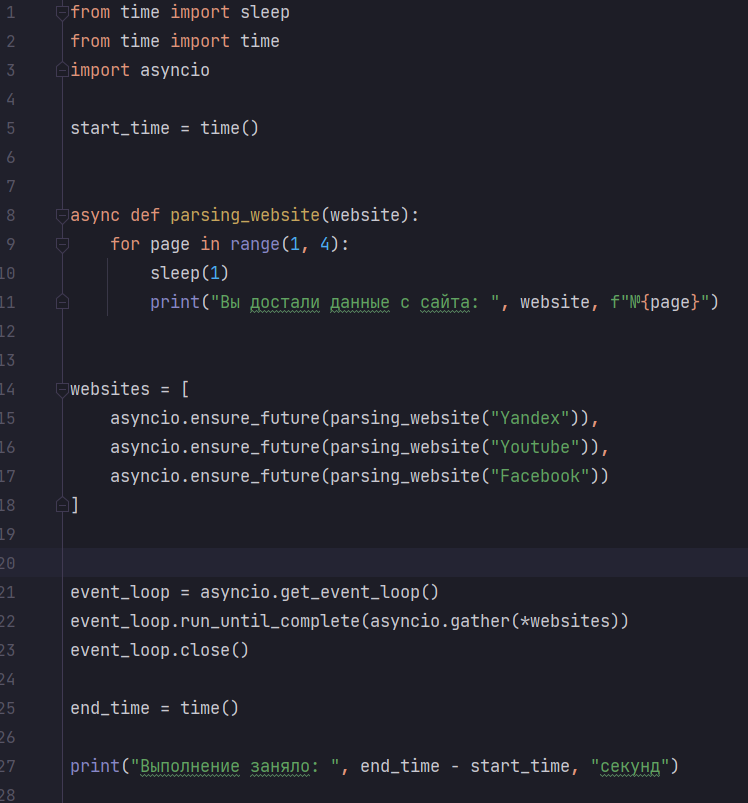 1 from time import sleep
2 from time import time
3 import asyncio
4
5 start_time = time()
6
7
8 async def parsing_website(website):
9     for page in range(1, 4):
10         sleep(1)
11         print("Вы достали данные с сайта: ", website, f"№{page}")
12
13
14 websites = [
15     asyncio.ensure_future(parsing_website("Yandex")),
16     asyncio.ensure_future(parsing_website("Youtube")),
17     asyncio.ensure_future(parsing_website("Facebook"))
18 ]
19
20
21 event_loop = asyncio.get_event_loop()
22 event_loop.run_until_complete(asyncio.gather(*websites))
23 event_loop.close()
24
25 end_time = time()
26
27 print("Выполнение заняло: ", end_time - start_time, "секунд")
28